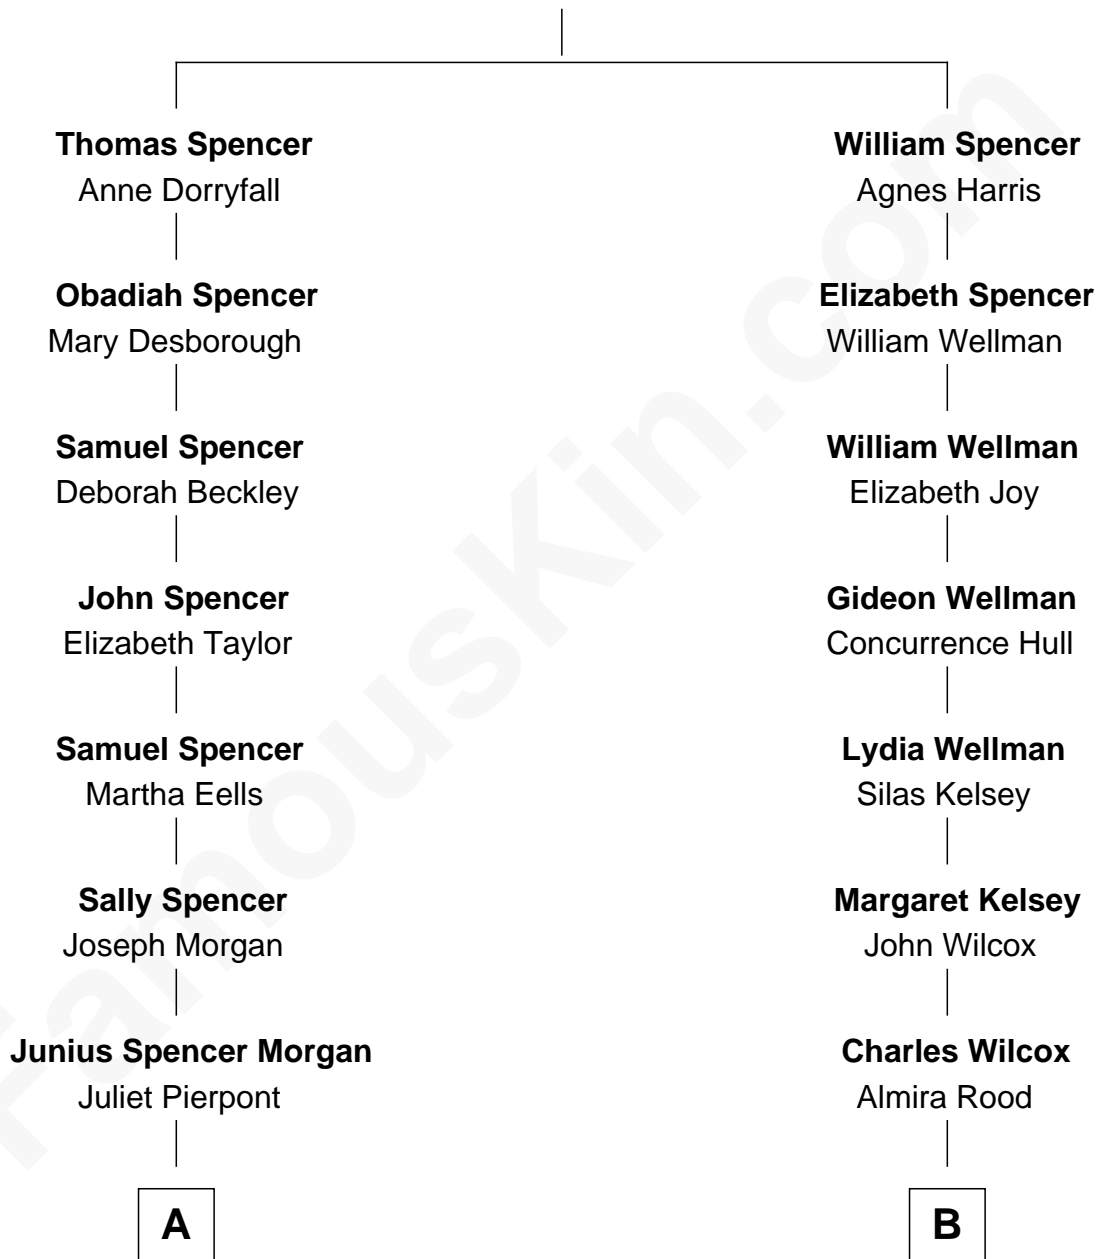 Thomas Spencer
Anne Dorryfall
Obadiah Spencer
Mary Desborough
Samuel Spencer
Deborah Beckley
John Spencer
Elizabeth Taylor
Samuel Spencer
Martha Eells
Sally Spencer
Joseph Morgan
Junius Spencer Morgan
Juliet Pierpont
A
William Spencer
Agnes Harris
Elizabeth Spencer
William Wellman
William Wellman
Elizabeth Joy
Gideon Wellman
Concurrence Hull
Lydia Wellman
Silas Kelsey
Margaret Kelsey
John Wilcox
Charles Wilcox
Almira Rood
B
FamousKin.com